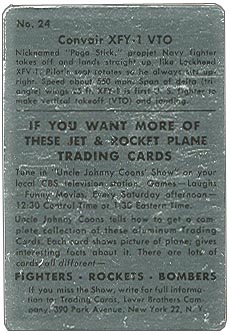 No. 24
Convair XFY-1 VTO
Nicknamed "Pogo Stick," propjet Navy fighter
takes off and lands straight up, like Lockheed
XFV-1. Pilot's seat rotates so he always sits up-
right. Speed about 550 mph. Span of delta (tri-
angle) wings 25 ft. XFY-1 is first U. S. fighter to
make vertical takeoff (VTO) and landing.
IF YOU WANT MORE OF
THESE JET & ROCKET PLANE
TRADING CARDS
Tune in "Uncle Johnny Coons' Show" on your
local CBS television station. Games—Laughs
—Funny Movies. Every Saturday afternoon—
12:30 Central Time or 1:30 Eastern Time.
Uncle Johnny Coons tells how to get a com-
plete collection of these aluminum Trading
Cards. Each card shows picture of plane; gives
interesting facts about it. There are lots of
cards—all different—
FIGHTERS - ROCKETS - BOMBERS
If you miss the Show, write for full informa-
tion to: Trading Cards, Lever Brothers Com-
pany, 390 Park Avenue, New York 22, N. Y.